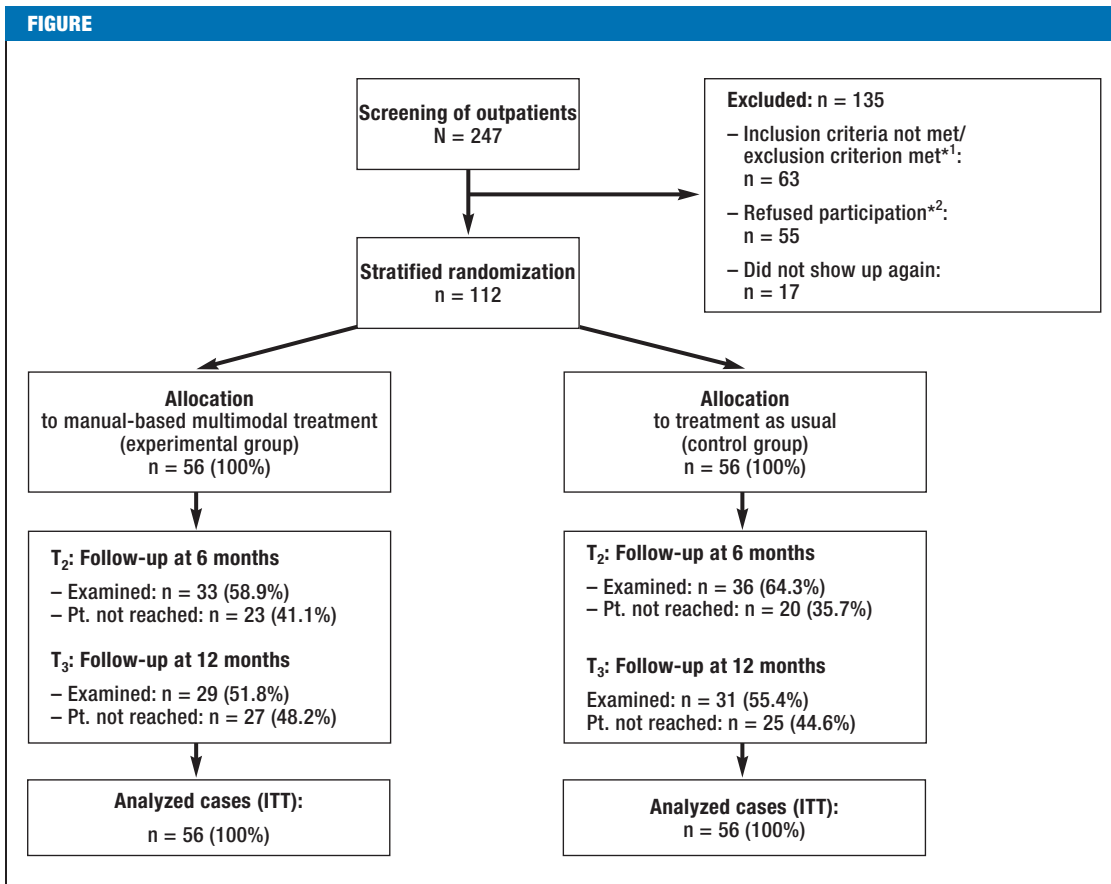 FIGURE
Screening of outpatients
N = 247
Excluded: n = 135
– Inclusion criteria not met/
exclusion criterion met*1:
n = 63
– Refused participation*2:
n = 55
– Did not show up again:
n = 17
Stratified randomization
n = 112
Allocation
to manual-based multimodal treatment
(experimental group)
n = 56 (100%)
Allocation
to treatment as usual
(control group)
n = 56 (100%)
T2: Follow-up at 6 months
– Examined: n = 33 (58.9%)
– Pt. not reached: n = 23 (41.1%)
T3: Follow-up at 12 months
– Examined: n = 29 (51.8%)
– Pt. not reached: n = 27 (48.2%)
T2: Follow-up at 6 months
– Examined: n = 36 (64.3%)
– Pt. not reached: n = 20 (35.7%)
T3: Follow-up at 12 months
Examined: n = 31 (55.4%)
Pt. not reached: n = 25 (44.6%)
Analyzed cases (ITT):
n = 56 (100%)
Analyzed cases (ITT):
n = 56 (100%)